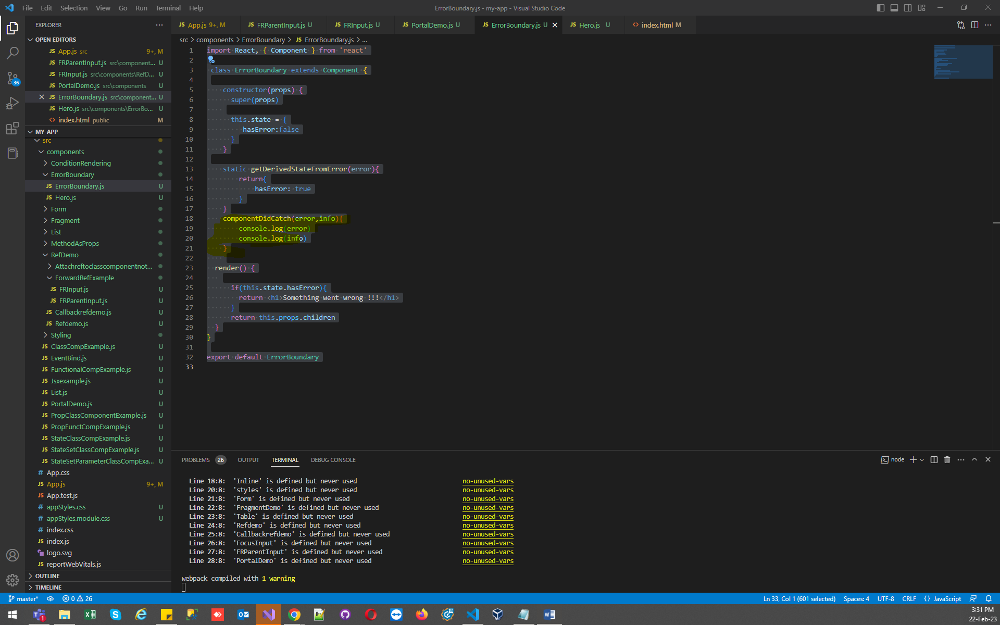 File Edit Selection View Go Run Terminal Help
ErrorBoundary.js - my-app - Visual Studio Code
EXPLORER
OPEN EDITORS
JS App.js src 9+, M
JS FRParentInput.js src\component... U
JS FRInput.js src\components\RefD... U
JS PortalDemo.js src\components U
JS ErrorBoundary.js src\component... U
JS Hero.js src\components\ErrorBo... U
<> index.html public M
MY-APP
src
components
ConditionRendering
ErrorBoundary
JS ErrorBoundary.js U
JS Hero.js U
Form
Fragment
List
MethodAsProps
RefDemo
Attachreftoclasscomponentnot...
ForwardRefExample
JS FRInput.js U
JS FRParentInput.js U
JS Callbackrefdemo.js U
JS Refdemo.js U
Styling
JS ClassCompExample.js U
JS EventBind.js U
JS FunctionalCompExample.js U
JS Jsxexample.js U
JS List.js U
JS PortalDemo.js U
JS PropClassComponentExample.js U
JS PropFunctCompExample.js U
JS StateClassCompExample.js U
JS StateSetClassCompExample.js U
JS StateSetParameterClassCompExa... U
# App.css
JS App.js 9+, M
JS App.test.js
# appStyles.css U
# appStyles.module.css U
# index.css
JS index.js
logo.svg
JS reportWebVitals.js
OUTLINE
TIMELINE
36
JS App.js 9+, M JS FRParentInput.js U JS FRInput.js U JS PortalDemo.js U JS ErrorBoundary.js U JS Hero.js U <> index.html M
src > components > ErrorBoundary > JS ErrorBoundary.js > ...
1 import React, { Component } from 'react'
2
3 class ErrorBoundary extends Component {
4
5 constructor(props) {
6 super(props)
7
8 this.state = {
9 hasError:false
10 }
11 }
12
13 static getDerivedStateFromError(error){
14 return{
15 hasError: true
16 }
17 }
18 componentDidCatch(error,info){
19 console.log(error)
20 console.log(info)
21 }
22
23 render() {
24
25 if(this.state.hasError){
26 return <h1>Something went wrong !!!</h1>
27 }
28 return this.props.children
29 }
30 }
31
32 export default ErrorBoundary
33
PROBLEMS 26 OUTPUT TERMINAL DEBUG CONSOLE
node
Line 18:8: 'Inline' is defined but never used no-unused-vars
Line 20:8: 'styles' is defined but never used no-unused-vars
Line 21:8: 'Form' is defined but never used no-unused-vars
Line 22:8: 'FragmentDemo' is defined but never used no-unused-vars
Line 23:8: 'Table' is defined but never used no-unused-vars
Line 24:8: 'Refdemo' is defined but never used no-unused-vars
Line 25:8: 'Callbackrefdemo' is defined but never used no-unused-vars
Line 26:8: 'FocusInput' is defined but never used no-unused-vars
Line 27:8: 'FRParentInput' is defined but never used no-unused-vars
Line 28:8: 'PortalDemo' is defined but never used no-unused-vars
webpack compiled with 1 warning
master* 0 26
Ln 33, Col 1 (601 selected) Spaces: 4 UTF-8 CRLF {} JavaScript
3:31 PM
22-Feb-23